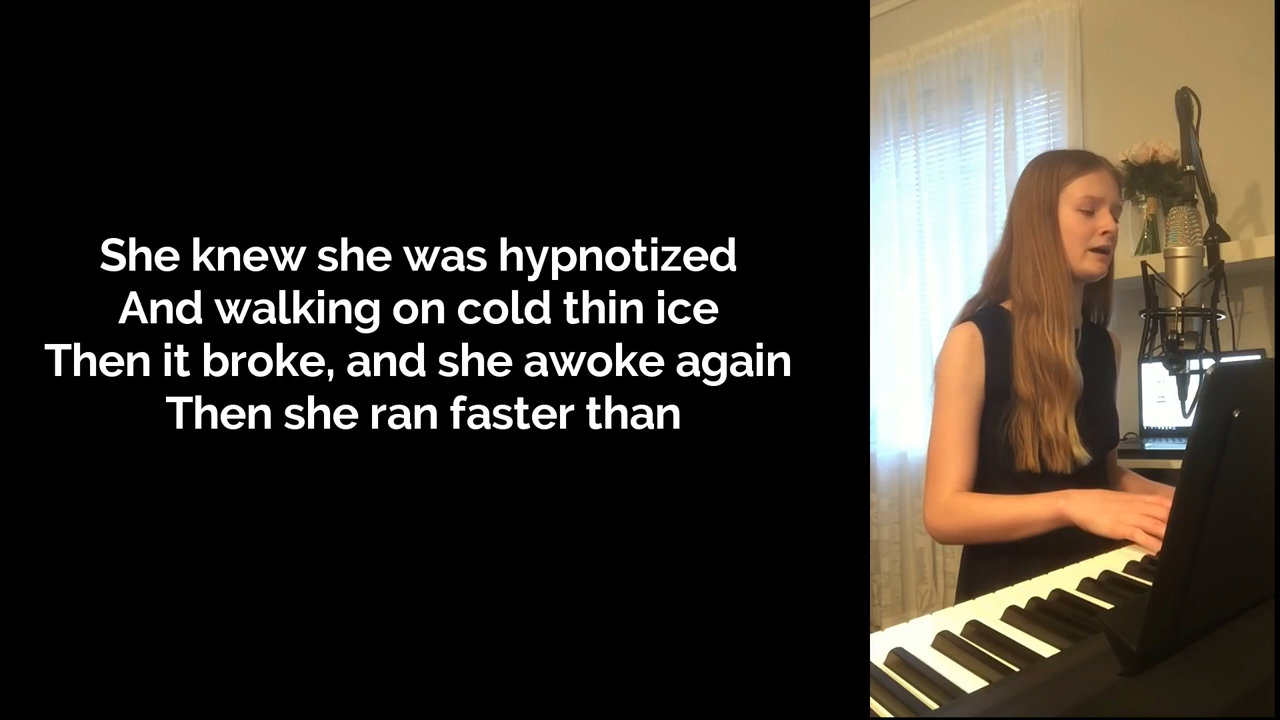 She knew she was hypnotized
And walking on cold thin ice
Then it broke, and she awoke again
Then she ran faster than